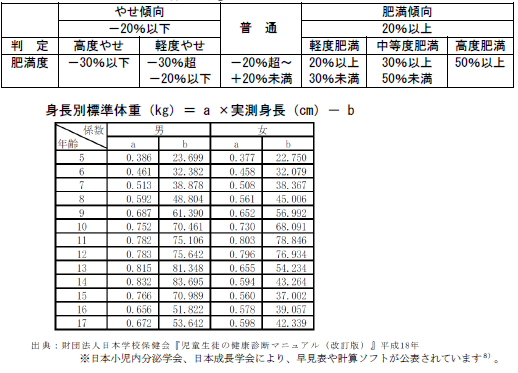 やせ傾向 普通 肥満傾向
－20％以下 20％以上
判定 高度やせ 軽度やせ 軽度肥満 中等度肥満 高度肥満
肥満度 －30％以下 －30％超 －20％以下 －20％超～ ＋20％未満 20％以上 30％未満 30％以上 50％未満 50％以上
身長別標準体重（kg）＝ a ×実測身長（cm）－ b
係数 男 女
年齢 a b a b
5 0.386 23.699 0.377 22.750
6 0.461 32.382 0.458 32.079
7 0.513 38.878 0.508 38.367
8 0.592 48.804 0.561 45.006
9 0.687 61.390 0.652 56.992
10 0.752 70.461 0.730 68.091
11 0.782 75.106 0.803 78.846
12 0.783 75.642 0.796 76.934
13 0.815 81.348 0.655 54.234
14 0.832 83.695 0.594 43.264
15 0.766 70.989 0.560 37.002
16 0.656 51.822 0.578 39.057
17 0.672 53.642 0.598 42.339
出典：財団法人日本学校保健会『児童生徒の健康診断マニュアル（改訂版）』平成18年
※日本小児内分泌学会、日本成長学会により、早見表や計算ソフトが公表されています8）。